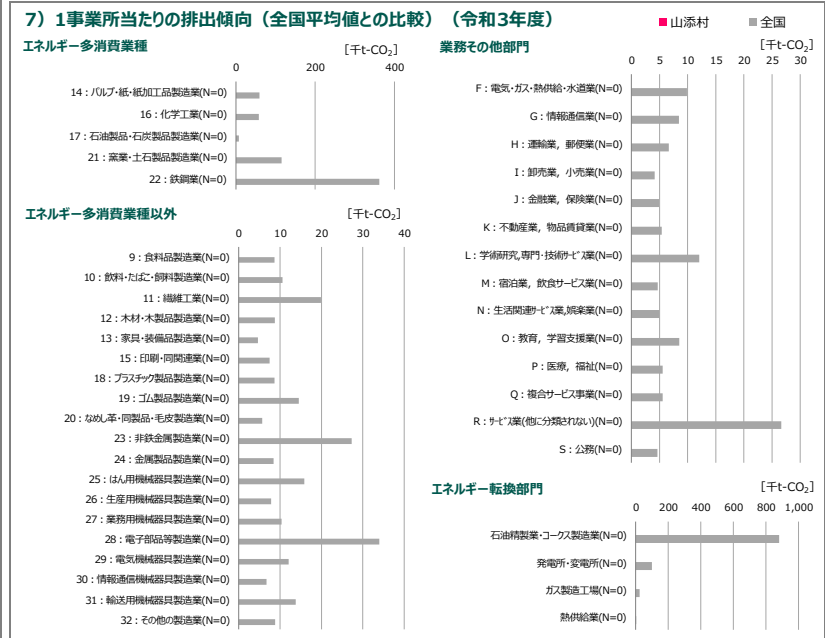 7）1事業所当たりの排出傾向（全国平均値との比較）（令和3年度）
■山添村 ■全国
エネルギー多消費業種
[千t-CO₂]
0 200 400
14：パルプ・紙・紙加工品製造業(N=0)
16：化学工業(N=0)
17：石油製品・石炭製品製造業(N=0)
21：窯業・土石製品製造業(N=0)
22：鉄鋼業(N=0)
エネルギー多消費業種以外
[千t-CO₂]
0 10 20 30 40
9：食料品製造業(N=0)
10：飲料・たばこ・飼料製造業(N=0)
11：繊維工業(N=0)
12：木材・木製品製造業(N=0)
13：家具・装備品製造業(N=0)
15：印刷・同関連業(N=0)
18：プラスチック製品製造業(N=0)
19：ゴム製品製造業(N=0)
20：なめし革・同製品・毛皮製造業(N=0)
23：非鉄金属製造業(N=0)
24：金属製品製造業(N=0)
25：はん用機械器具製造業(N=0)
26：生産用機械器具製造業(N=0)
27：業務用機械器具製造業(N=0)
28：電子部品等製造業(N=0)
29：電気機械器具製造業(N=0)
30：情報通信機械器具製造業(N=0)
31：輸送用機械器具製造業(N=0)
32：その他の製造業(N=0)
業務その他部門
[千t-CO₂]
0 5 10 15 20 25 30
F：電気・ガス・熱供給・水道業(N=0)
G：情報通信業(N=0)
H：運輸業，郵便業(N=0)
I：卸売業，小売業(N=0)
J：金融業，保険業(N=0)
K：不動産業，物品賃貸業(N=0)
L：学術研究,専門・技術ｻｰﾋﾞｽ業(N=0)
M：宿泊業，飲食サービス業(N=0)
N：生活関連ｻｰﾋﾞｽ業,娯楽業(N=0)
O：教育，学習支援業(N=0)
P：医療，福祉(N=0)
Q：複合サービス事業(N=0)
R：ｻｰﾋﾞｽ業(他に分類されない)(N=0)
S：公務(N=0)
エネルギー転換部門
[千t-CO₂]
0 200 400 600 800 1,000
石油精製業・コークス製造業(N=0)
発電所・変電所(N=0)
ガス製造工場(N=0)
熱供給業(N=0)